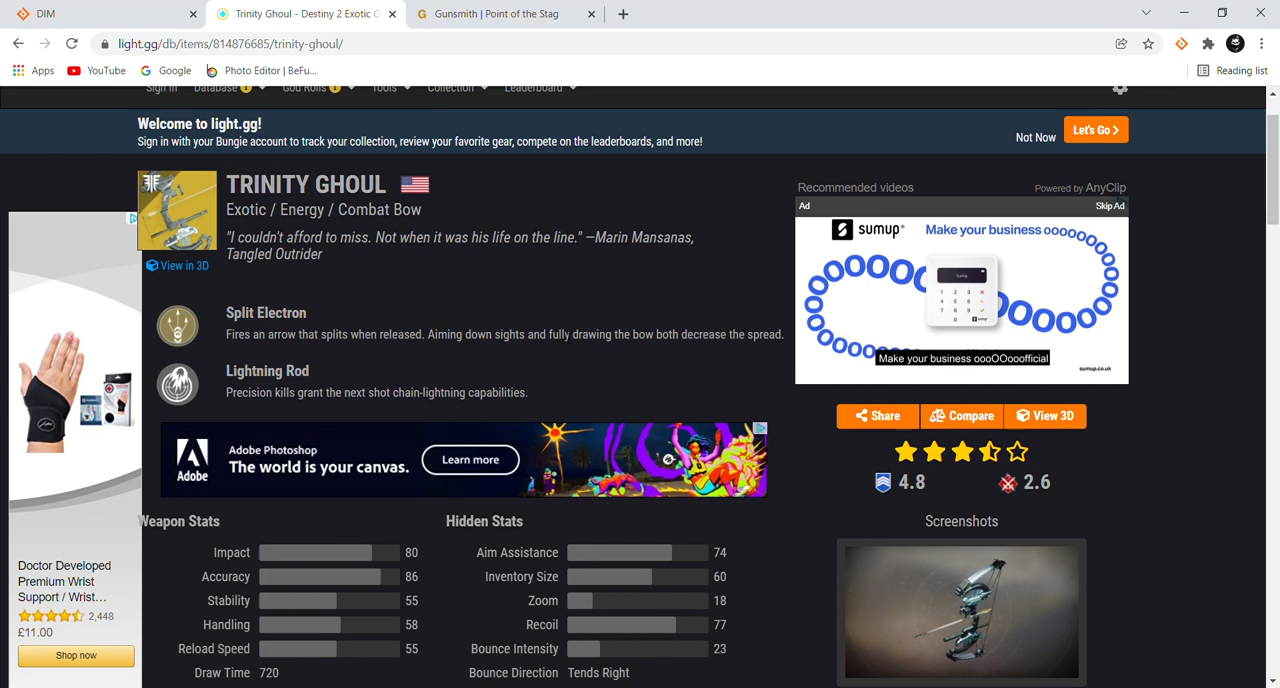 DIM
Trinity Ghoul - Destiny 2 Exotic C
Gunsmith | Point of the Stag
light.gg/db/items/814876685/trinity-ghoul/
Apps
YouTube
Google
Photo Editor | BeFu...
Reading list
Sign In
Database
God Rolls
Tools
Collection
Leaderboard
Welcome to light.gg!
Sign in with your Bungie account to track your collection, review your favorite gear, compete on the leaderboards, and more!
Not Now
Let's Go
TRINITY GHOUL
Exotic / Energy / Combat Bow
"I couldn't afford to miss. Not when it was his life on the line." —Marin Mansanas,
Tangled Outrider
View in 3D
Split Electron
Fires an arrow that splits when released. Aiming down sights and fully drawing the bow both decrease the spread.
Lightning Rod
Precision kills grant the next shot chain-lightning capabilities.
Recommended videos
Powered by AnyClip
Ad
Skip Ad
sumup®
Make your business oooooooooo
Make your business oooOOoooofficial
sumup.co.uk
Share
Compare
View 3D
4.8
2.6
Adobe
Adobe Photoshop
The world is your canvas.
Learn more
Weapon Stats
Impact 80
Accuracy 86
Stability 55
Handling 58
Reload Speed 55
Draw Time 720
Hidden Stats
Aim Assistance 74
Inventory Size 60
Zoom 18
Recoil 77
Bounce Intensity 23
Bounce Direction Tends Right
Screenshots
Doctor Developed
Premium Wrist
Support / Wrist...
2,448
£11.00
Shop now